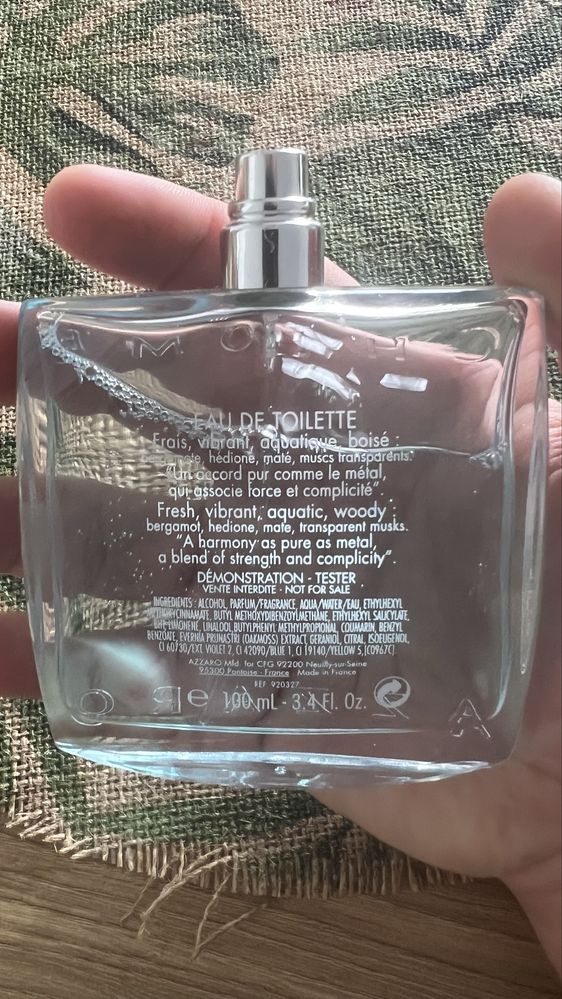 EAU DE TOILETTE
Frais, vibrant, aquatique, boisé :
bergamote, hédione, maté, muscs transparents.
"Un accord pur comme le métal,
qui associe force et complicité".
Fresh, vibrant, aquatic, woody :
bergamot, hedione, mate, transparent musks.
"A harmony as pure as metal,
a blend of strength and complicity".
DÉMONSTRATION - TESTER
VENTE INTERDITE - NOT FOR SALE
INGREDIENTS : ALCOHOL, PARFUM/FRAGRANCE, AQUA/WATER/EAU, ETHYLHEXYL
METHOXYCINNAMATE, BUTYL METHOXYDIBENZOYLMETHANE, ETHYLHEXYL SALICYLATE,
BHT, LIMONENE, LINALOOL, BUTYLPHENYL METHYLPROPIONAL, COUMARIN, BENZYL
BENZOATE, EVERNIA PRUNASTRI (OAKMOSS) EXTRACT, GERANIOL, CITRAL, ISOEUGENOL,
CI 60730/EXT. VIOLET 2, CI 42090/BLUE 1, CI 19140/YELLOW 5, [C0967C].
AZZARO Mfd. for CFG 92200 Neuilly-sur-Seine
95300 Pontoise - France Made in France
REF 920327
e 100 mL - 3.4 Fl. Oz.